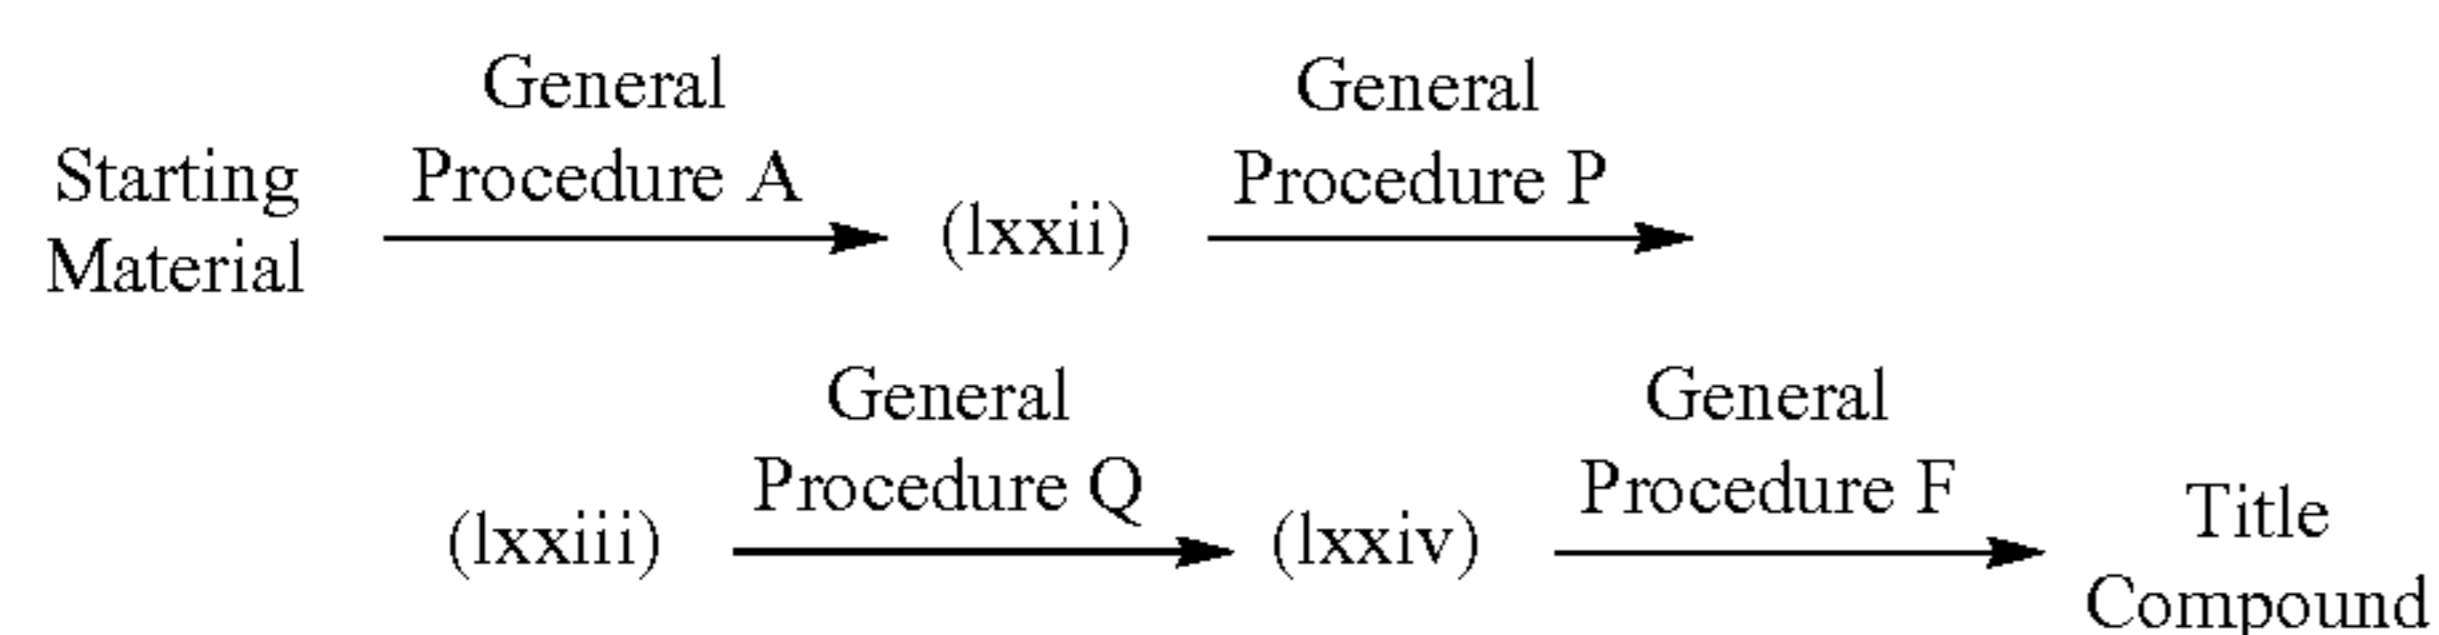 General
Procedure A
General
Procedure P
Starting
Material
(lxxii)
General
Procedure Q
General
Procedure F
(lxxiii)
(lxxiv)
Title
Compound